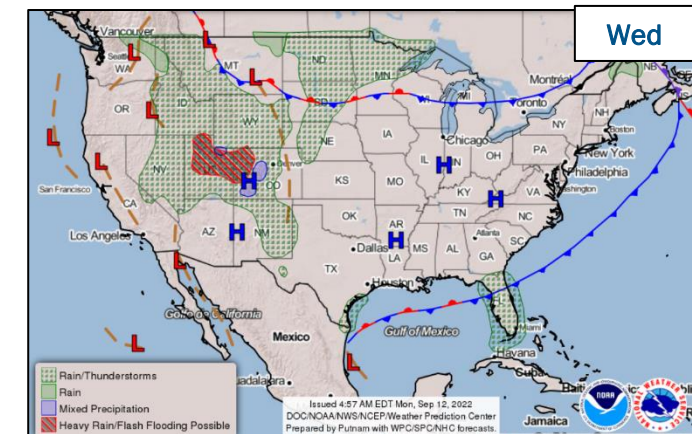 Wed
Vancouver
Seattle
WA
MT
ND
MN
Montréal
NB
OR
ID
WY
SD
WI
MI
Toronto
NH
Boston
NY
NE
IA
Chicago
IL
IN
OH
PA
New York
Philadelphia
NV
Denver
CO
KS
MO
KY
VA
San Francisco
CA
OK
TN
NC
Los Angeles
AZ
NM
AR
Atlanta
SC
Dallas
MS
AL
GA
TX
LA
Houston
FL
Golfo de California
Gulf of Mexico
Miami
Mexico
Havana
Cuba
Jamaica
L
L
L
L
L
L
L
L
L
H
H
H
H
H
Rain/Thunderstorms
Rain
Mixed Precipitation
Heavy Rain/Flash Flooding Possible
Issued 4:57 AM EDT Mon, Sep 12, 2022
DOC/NOAA/NWS/NCEP/Weather Prediction Center
Prepared by Putnam with WPC/SPC/NHC forecasts.
NOAA